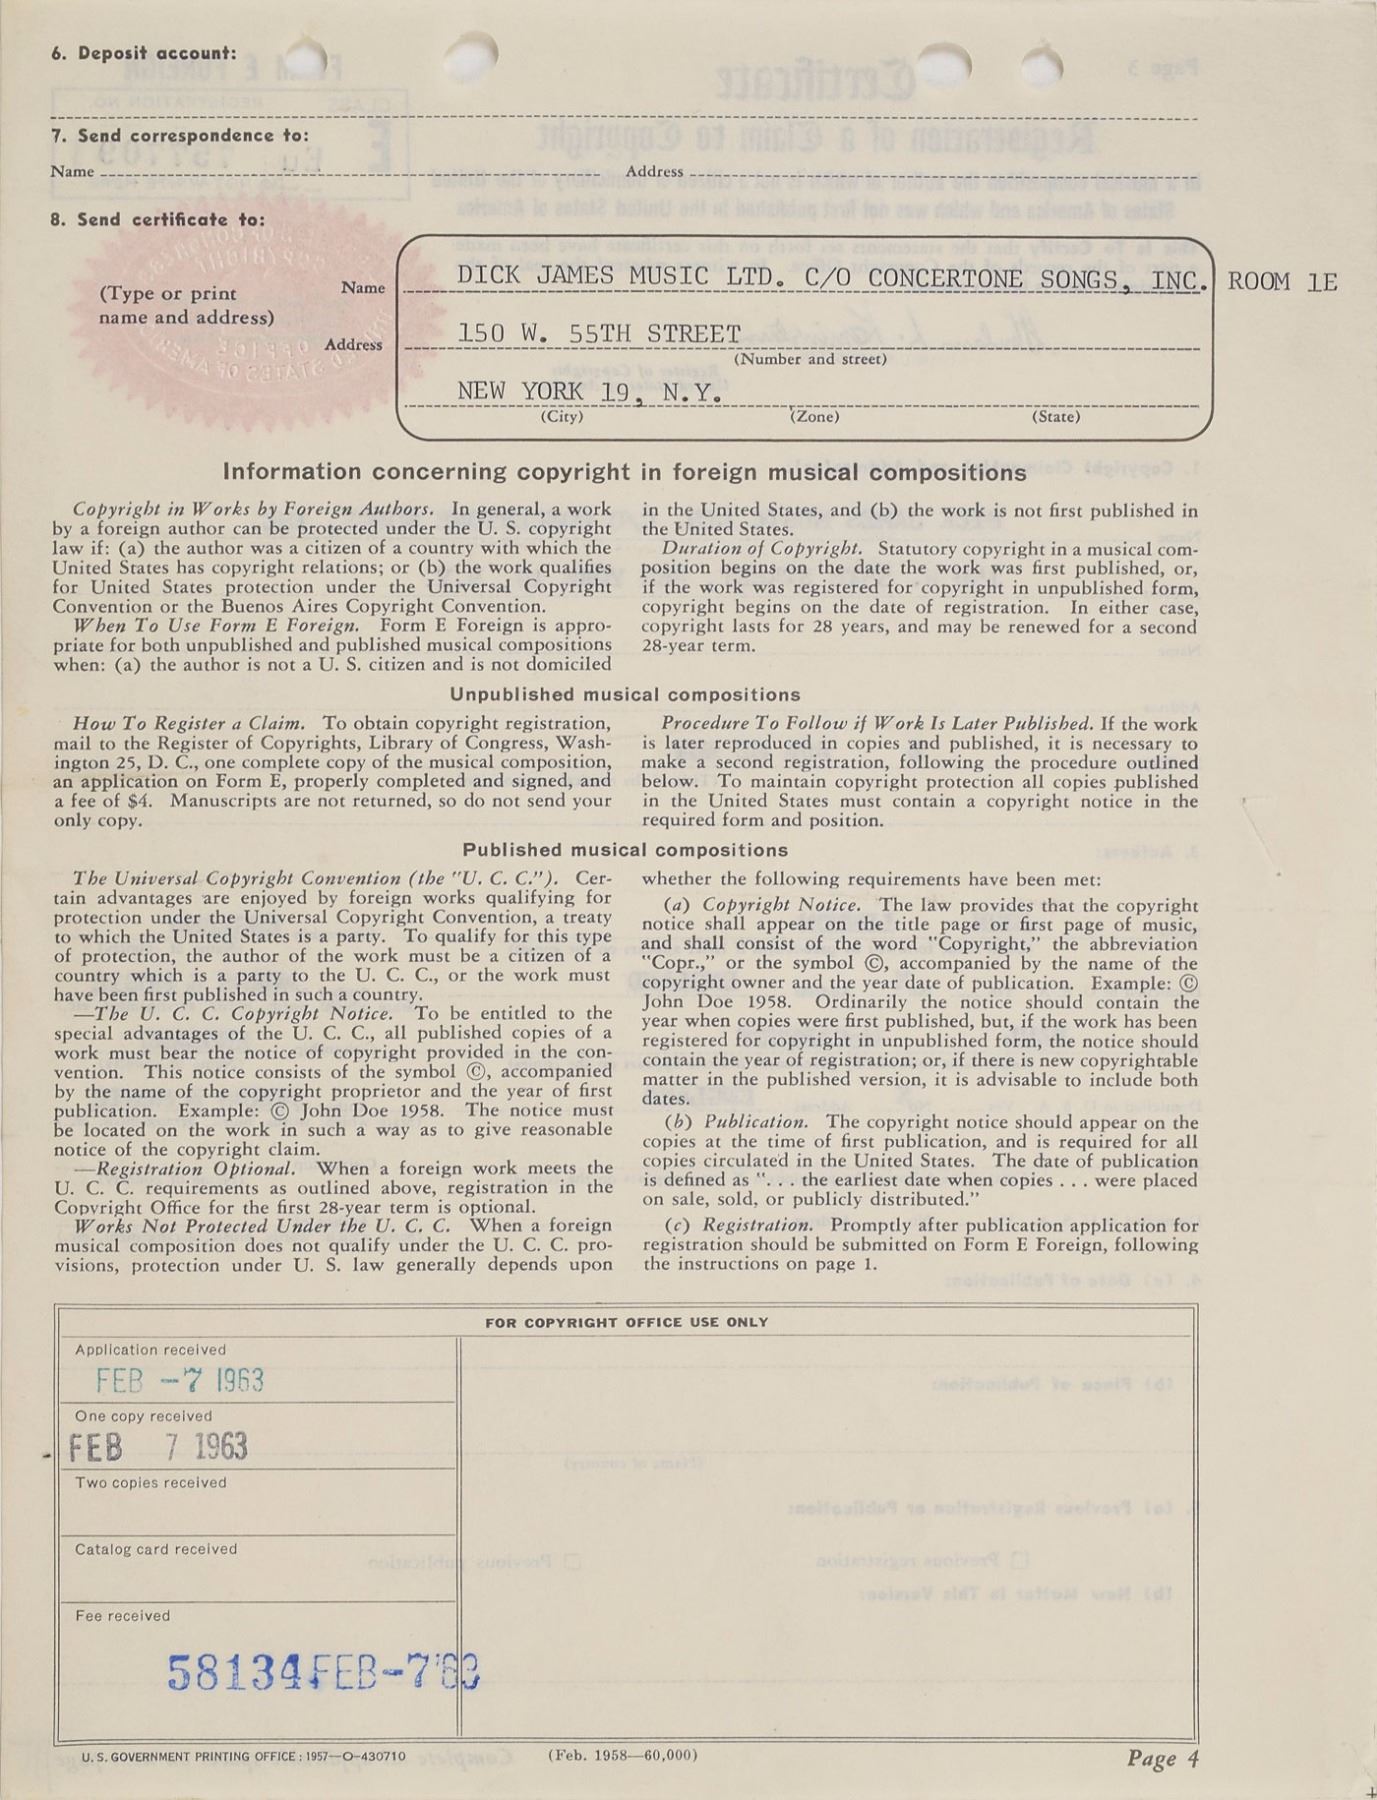 6. Deposit account:
7. Send correspondence to:
Name Address
8. Send certificate to:
(Type or print
name and address)
Name DICK JAMES MUSIC LTD. C/O CONCERTONE SONGS, INC. ROOM 1E
Address 150 W. 55TH STREET
(Number and street)
NEW YORK 19, N.Y.
(City) (Zone) (State)
Information concerning copyright in foreign musical compositions
Copyright in Works by Foreign Authors. In general, a work
by a foreign author can be protected under the U. S. copyright
law if: (a) the author was a citizen of a country with which the
United States has copyright relations; or (b) the work qualifies
for United States protection under the Universal Copyright
Convention or the Buenos Aires Copyright Convention.
When To Use Form E Foreign. Form E Foreign is appro-
priate for both unpublished and published musical compositions
when: (a) the author is not a U. S. citizen and is not domiciled
in the United States, and (b) the work is not first published in
the United States.
Duration of Copyright. Statutory copyright in a musical com-
position begins on the date the work was first published, or,
if the work was registered for copyright in unpublished form,
copyright begins on the date of registration. In either case,
copyright lasts for 28 years, and may be renewed for a second
28-year term.
Unpublished musical compositions
How To Register a Claim. To obtain copyright registration,
mail to the Register of Copyrights, Library of Congress, Wash-
ington 25, D. C., one complete copy of the musical composition,
an application on Form E, properly completed and signed, and
a fee of $4. Manuscripts are not returned, so do not send your
only copy.
Procedure To Follow if Work Is Later Published. If the work
is later reproduced in copies and published, it is necessary to
make a second registration, following the procedure outlined
below. To maintain copyright protection all copies published
in the United States must contain a copyright notice in the
required form and position.
Published musical compositions
The Universal Copyright Convention (the "U. C. C."). Cer-
tain advantages are enjoyed by foreign works qualifying for
protection under the Universal Copyright Convention, a treaty
to which the United States is a party. To qualify for this type
of protection, the author of the work must be a citizen of a
country which is a party to the U. C. C., or the work must
have been first published in such a country.
—The U. C. C. Copyright Notice. To be entitled to the
special advantages of the U. C. C., all published copies of a
work must bear the notice of copyright provided in the con-
vention. This notice consists of the symbol ©, accompanied
by the name of the copyright proprietor and the year of first
publication. Example: © John Doe 1958. The notice must
be located on the work in such a way as to give reasonable
notice of the copyright claim.
—Registration Optional. When a foreign work meets the
U. C. C. requirements as outlined above, registration in the
Copyright Office for the first 28-year term is optional.
Works Not Protected Under the U. C. C. When a foreign
musical composition does not qualify under the U. C. C. pro-
visions, protection under U. S. law generally depends upon
whether the following requirements have been met:
(a) Copyright Notice. The law provides that the copyright
notice shall appear on the title page or first page of music,
and shall consist of the word "Copyright," the abbreviation
"Copr.," or the symbol ©, accompanied by the name of the
copyright owner and the year date of publication. Example: ©
John Doe 1958. Ordinarily the notice should contain the
year when copies were first published, but, if the work has been
registered for copyright in unpublished form, the notice should
contain the year of registration; or, if there is new copyrightable
matter in the published version, it is advisable to include both
dates.
(b) Publication. The copyright notice should appear on the
copies at the time of first publication, and is required for all
copies circulated in the United States. The date of publication
is defined as ". . . the earliest date when copies . . . were placed
on sale, sold, or publicly distributed."
(c) Registration. Promptly after publication application for
registration should be submitted on Form E Foreign, following
the instructions on page 1.
FOR COPYRIGHT OFFICE USE ONLY
Application received
FEB -7 1963
One copy received
FEB 7 1963
Two copies received
Catalog card received
Fee received
58134 FEB-7'63
U. S. GOVERNMENT PRINTING OFFICE : 1957—O-430710 (Feb. 1958—60,000) Page 4